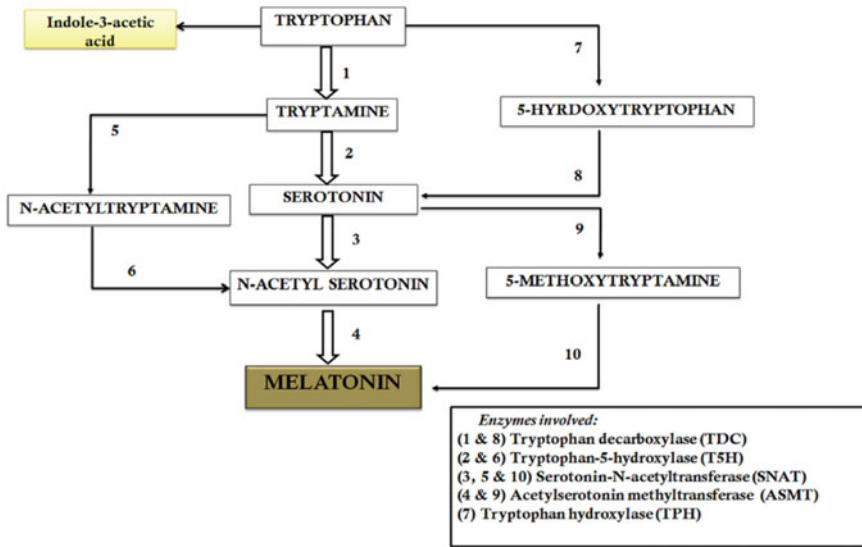 Indole-3-acetic
acid
TRYPTOPHAN
1
7
TRYPTAMINE
5-HYRDOXYTRYPTOPHAN
5
2
8
N-ACETYLTRYPTAMINE
SEROTONIN
3
9
6
N-ACETYL SEROTONIN
5-METHOXYTRYPTAMINE
4
10
MELATONIN
Enzymes involved:
(1 & 8) Tryptophan decarboxylase (TDC)
(2 & 6) Tryptophan-5-hydroxylase (T5H)
(3, 5 & 10) Serotonin-N-acetyltransferase (SNAT)
(4 & 9) Acetylserotonin methyltransferase (ASMT)
(7) Tryptophan hydroxylase (TPH)